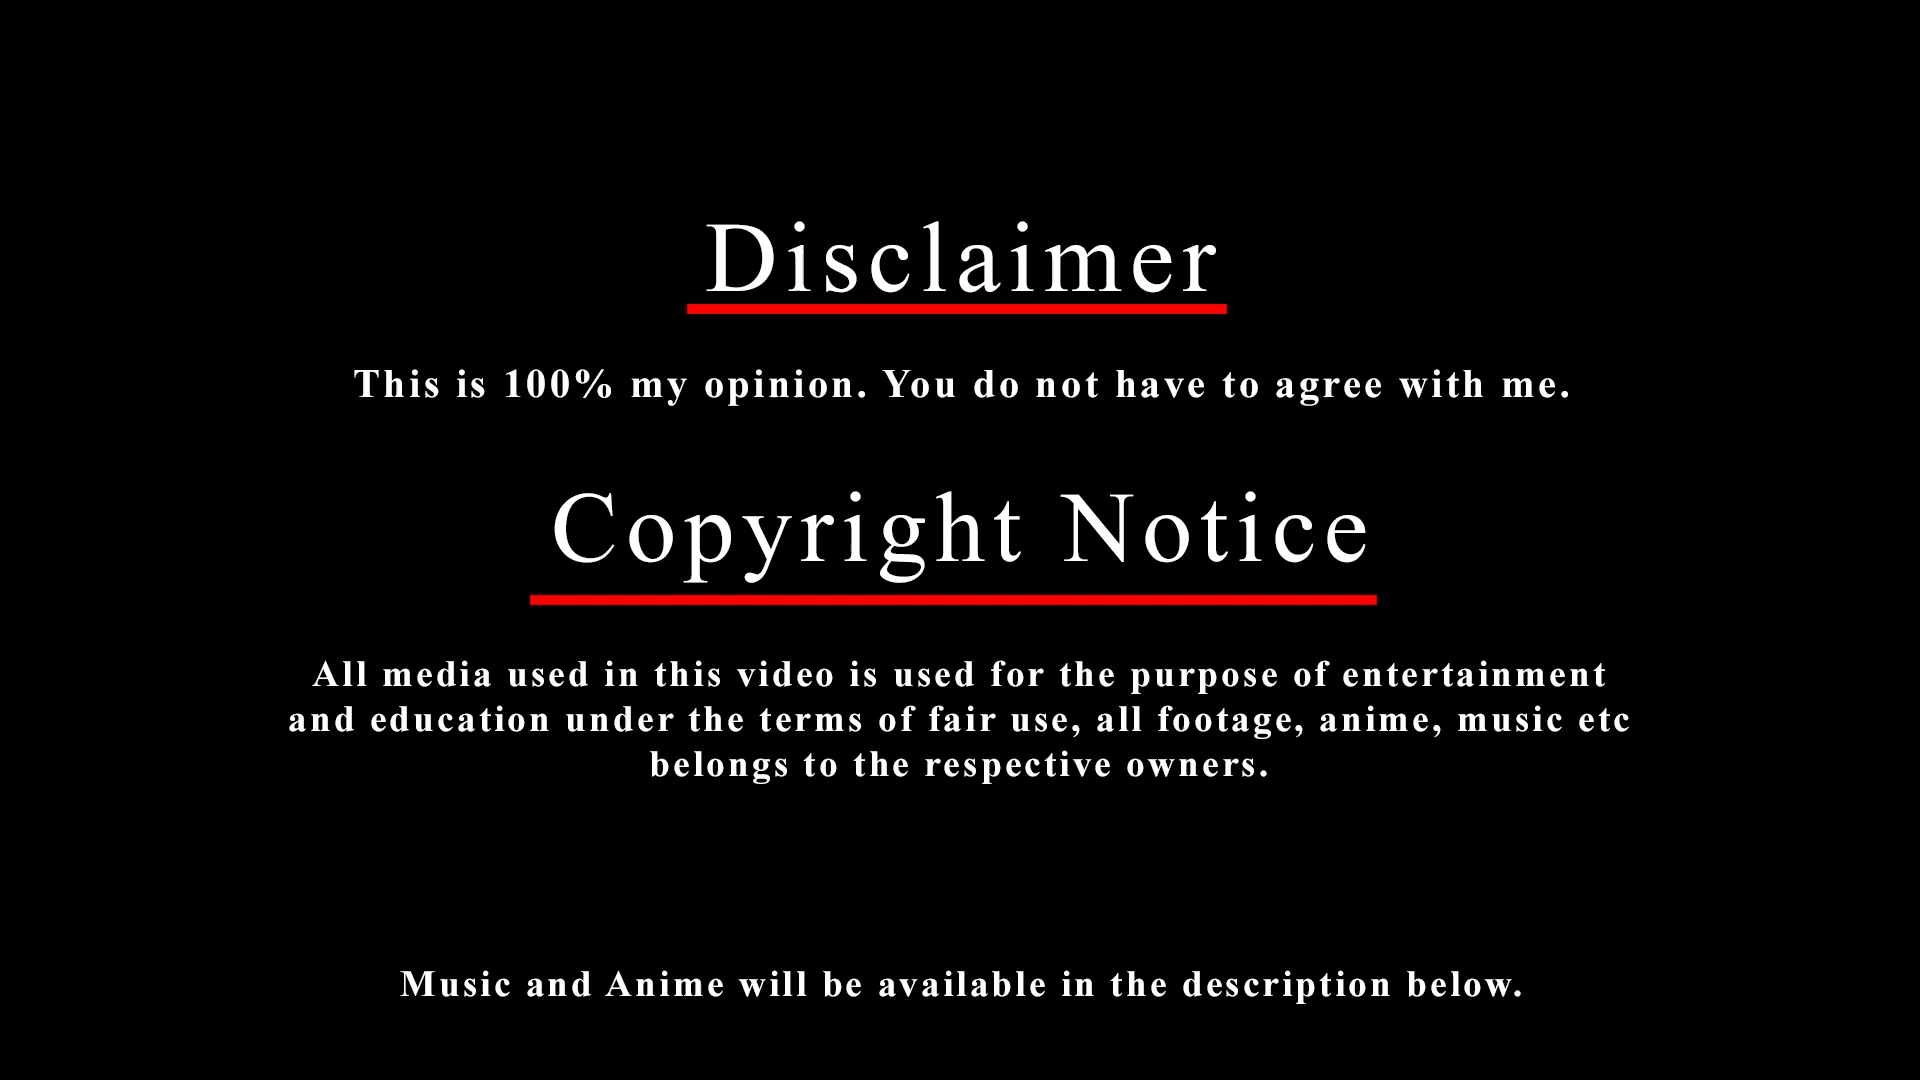 Disclaimer
This is 100% my opinion. You do not have to agree with me.
Copyright Notice
All media used in this video is used for the purpose of entertainment
and education under the terms of fair use, all footage, anime, music etc
belongs to the respective owners.
Music and Anime will be available in the description below.